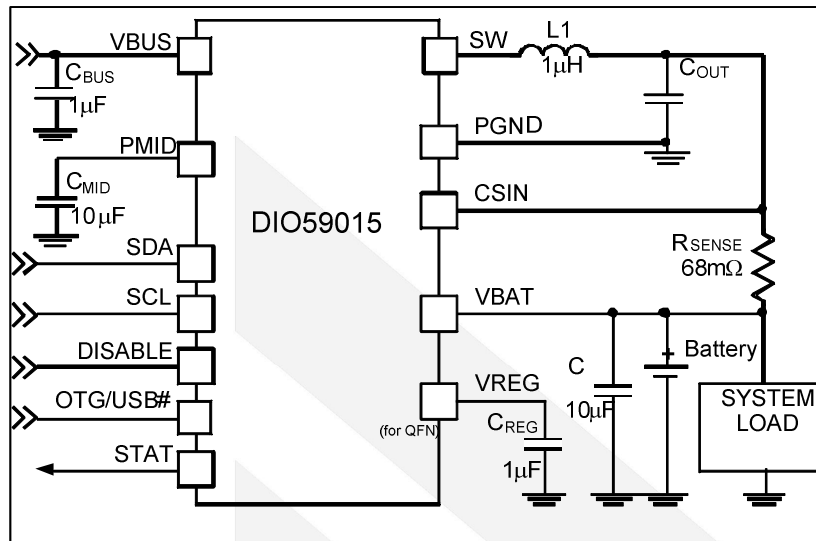 VBUS
CBUS
1µF
PMID
CMID
10µF
SDA
SCL
DISABLE
OTG/USB#
STAT
DIO59015
SW
L1
1µH
COUT
PGND
CSIN
RSENSE
68mΩ
VBAT
+ Battery
C
10µF
VREG
(for QFN)
CREG
1µF
SYSTEM
LOAD